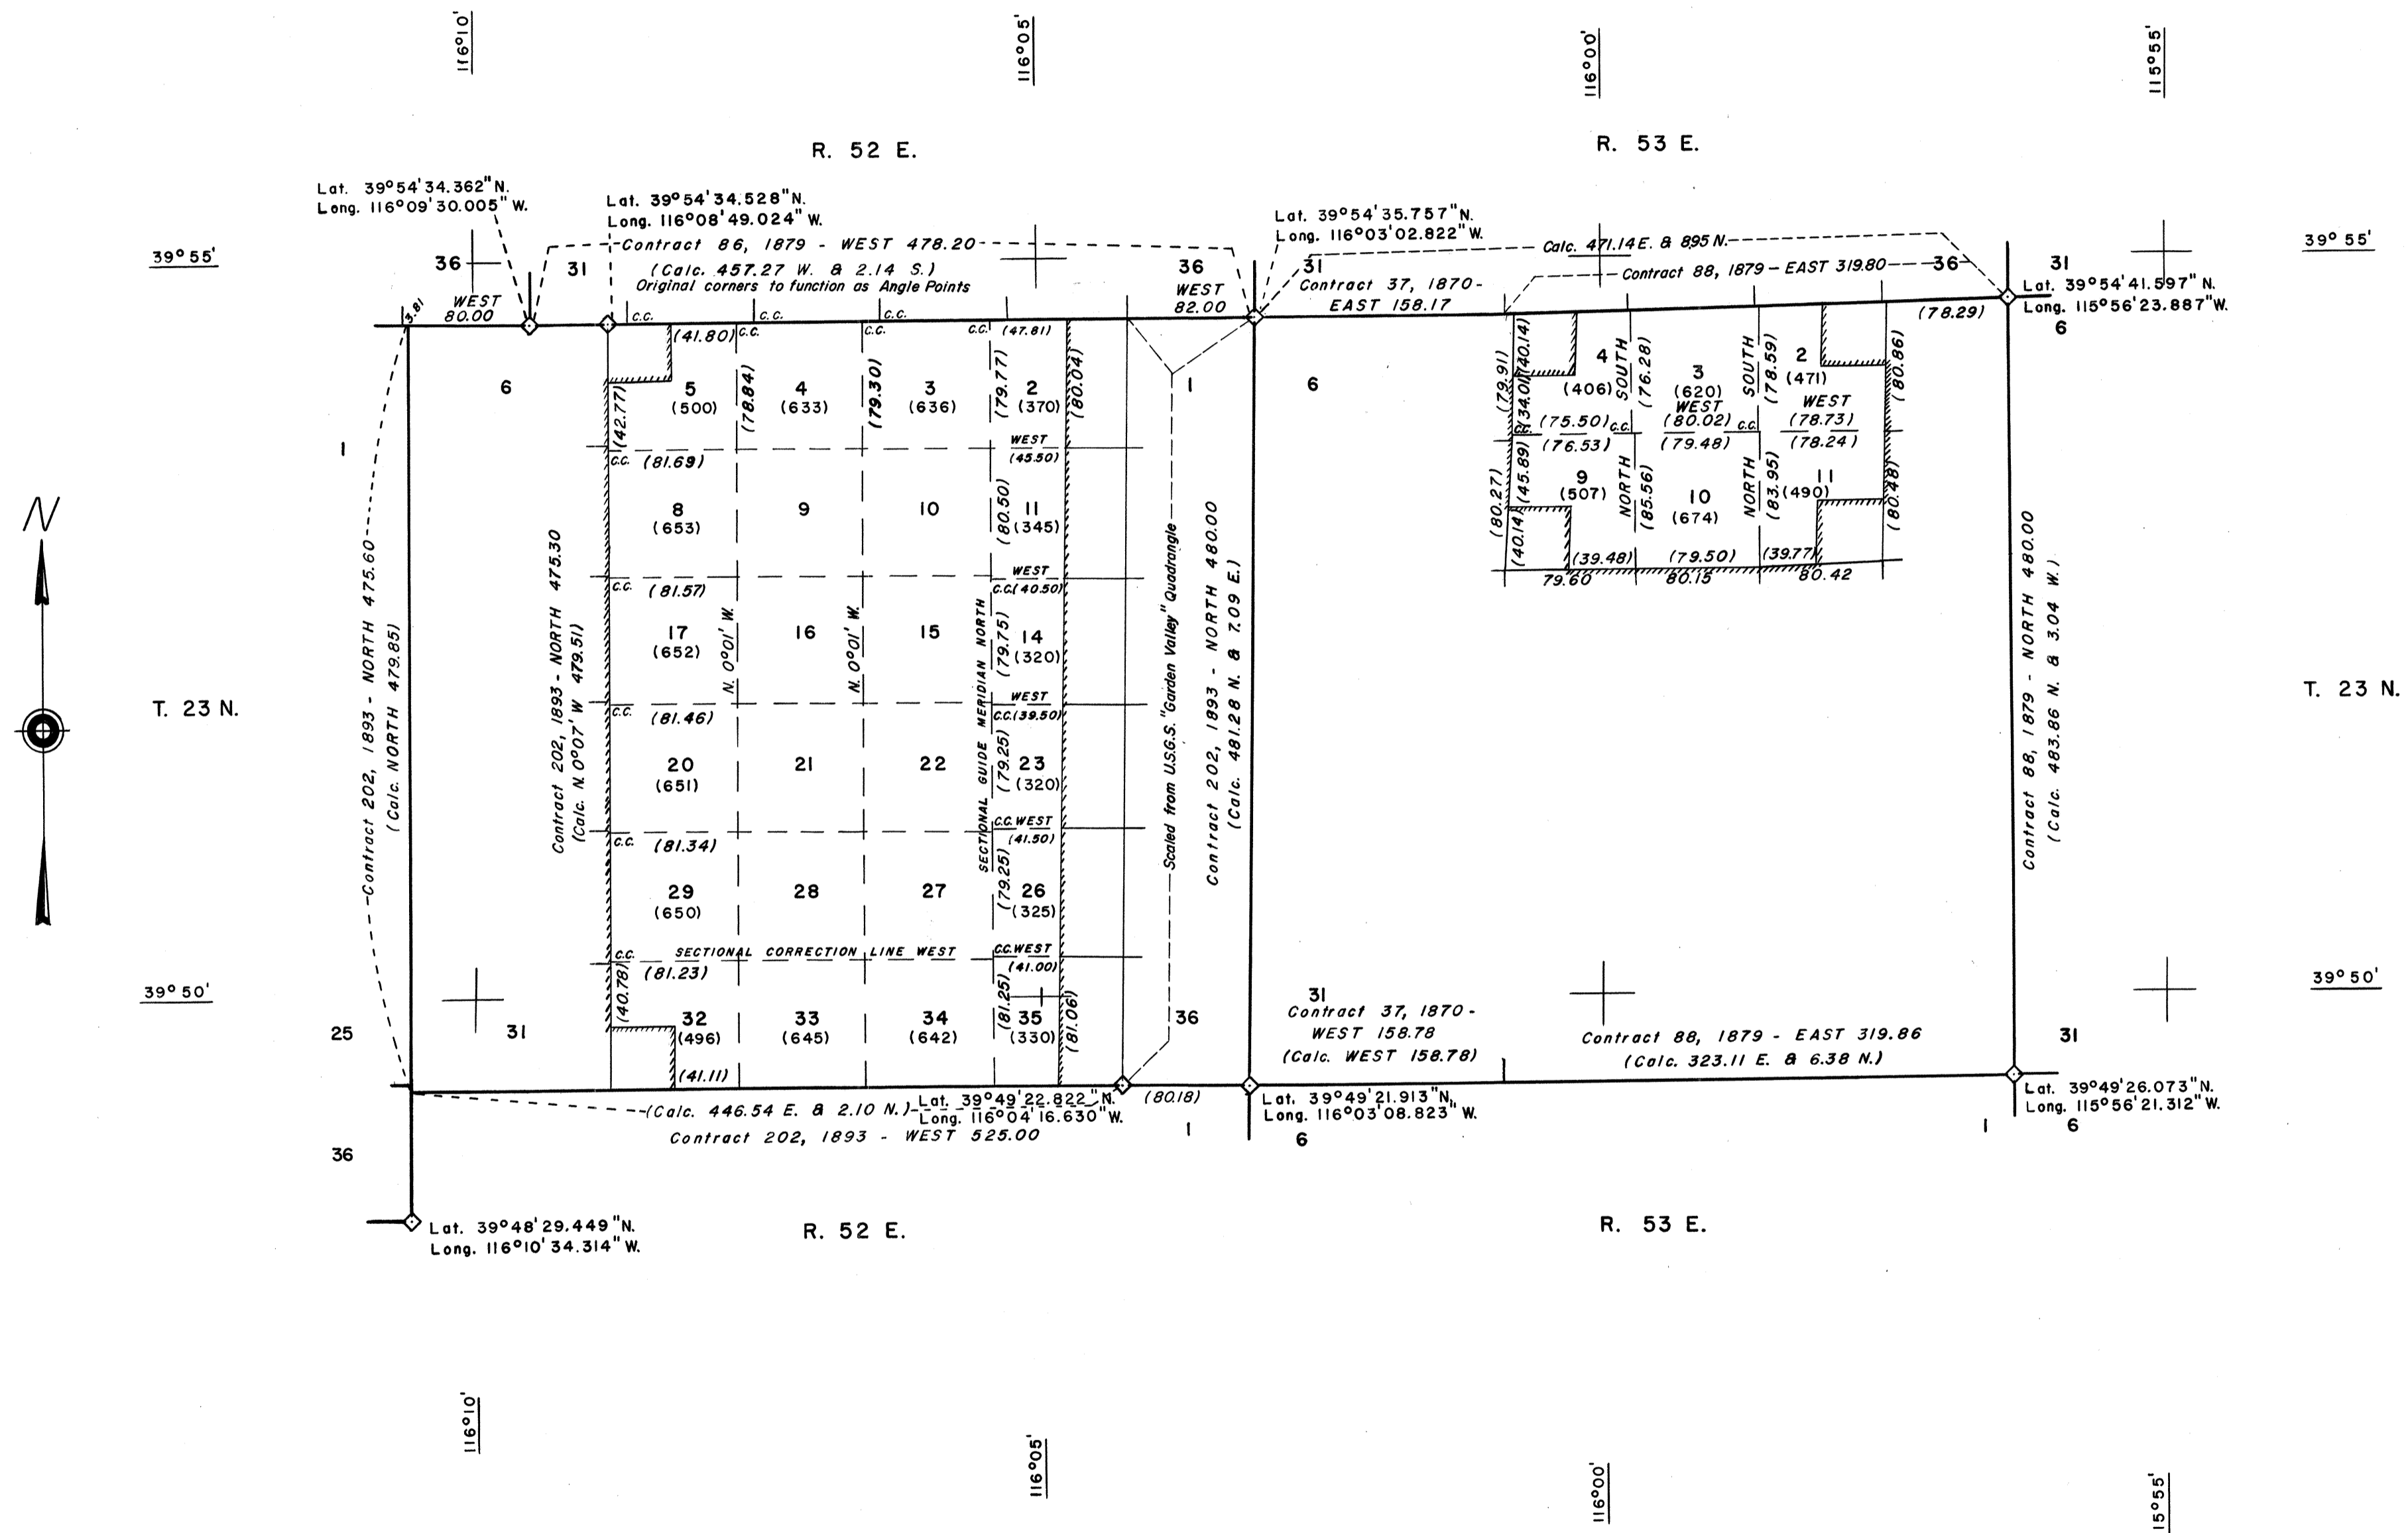 116°10'
116°05'
116°00'
115°55'
R. 52 E.
R. 53 E.
Lat. 39°54'34.362"N.
Long. 116°09'30.005"W.
Lat. 39°54'34.528"N.
Long. 116°08'49.024"W.
Lat. 39°54'35.757"N.
Long. 116°03'02.822"W.
39°55'
39°55'
Contract 86, 1879 - WEST 478.20
(Calc. 457.27 W. & 2.14 S.)
Original corners to function as Angle Points
Calc. 471.14 E. & 8.95 N.
Contract 88, 1879 - EAST 319.80
Contract 37, 1870-
EAST 158.17
36
31
36
31
36
31
WEST
80.00
3.81
WEST
82.00
Lat. 39°54'41.597"N.
Long. 115°56'23.887"W.
6
(78.29)
C.C.
C.C.
C.C.
(41.80)
C.C.
C.C.
C.C.
(47.81)
6
5
(500)
4
(633)
3
(636)
2
(370)
1
6
(42.77)
(78.84)
(79.30)
(79.77)
(80.04)
1
C.C.
(81.69)
WEST
(45.50)
8
(653)
9
10
11
(345)
(80.50)
C.C.
(81.57)
WEST
C.C.
(40.50)
17
(652)
16
15
14
(320)
N. 0°01' W.
N. 0°01' W.
SECTIONAL GUIDE MERIDIAN NORTH
(79.75)
C.C.
(81.46)
WEST
C.C.
(39.50)
20
(651)
21
22
23
(320)
(79.25)
C.C.
(81.34)
C.C. WEST
(41.50)
29
(650)
28
27
26
(325)
(79.25)
C.C.
SECTIONAL CORRECTION LINE WEST
(81.23)
C.C. WEST
(41.00)
(40.78)
32
(496)
33
(645)
34
(642)
35
(330)
(81.25)
(81.06)
36
(41.11)
31
25
36
Contract 202, 1893 - NORTH 475.60
(Calc. NORTH 479.85)
Contract 202, 1893 - NORTH 475.30
(Calc. N. 0°07' W 479.51)
Scaled from U.S.G.S. "Garden Valley" Quadrangle
Contract 202, 1893 - NORTH 480.00
(Calc. 481.28 N. & 7.09 E.)
(79.91)
(40.14)
(34.01)
4
(406)
SOUTH
(76.28)
3
(620)
SOUTH
(78.59)
2
(471)
(80.86)
C.C.
(75.50)
C.C.
(76.53)
WEST
(80.02)
C.C.
(79.48)
WEST
(78.73)
(78.24)
(80.27)
(45.89)
(40.14)
9
(507)
NORTH
(85.56)
10
(674)
NORTH
(83.95)
11
(490)
(80.48)
(39.48)
(79.50)
(39.77)
79.60
80.15
80.42
Contract 88, 1879 - NORTH 480.00
(Calc. 483.86 N. & 3.04 W.)
N
T. 23 N.
T. 23 N.
39°50'
39°50'
31
Contract 37, 1870-
WEST 158.78
(Calc. WEST 158.78)
Contract 88, 1879 - EAST 319.86
(Calc. 323.11 E. & 6.38 N.)
31
(Calc. 446.54 E. & 2.10 N.)
Contract 202, 1893 - WEST 525.00
Lat. 39°49'22.822"N.
Long. 116°04'16.630"W.
(80.18)
1
Lat. 39°49'21.913"N.
Long. 116°03'08.823"W.
6
Lat. 39°49'26.073"N.
Long. 115°56'21.312"W.
1
6
Lat. 39°48'29.449"N.
Long. 116°10'34.314"W.
R. 52 E.
R. 53 E.
116°10'
116°05'
116°00'
15°55'